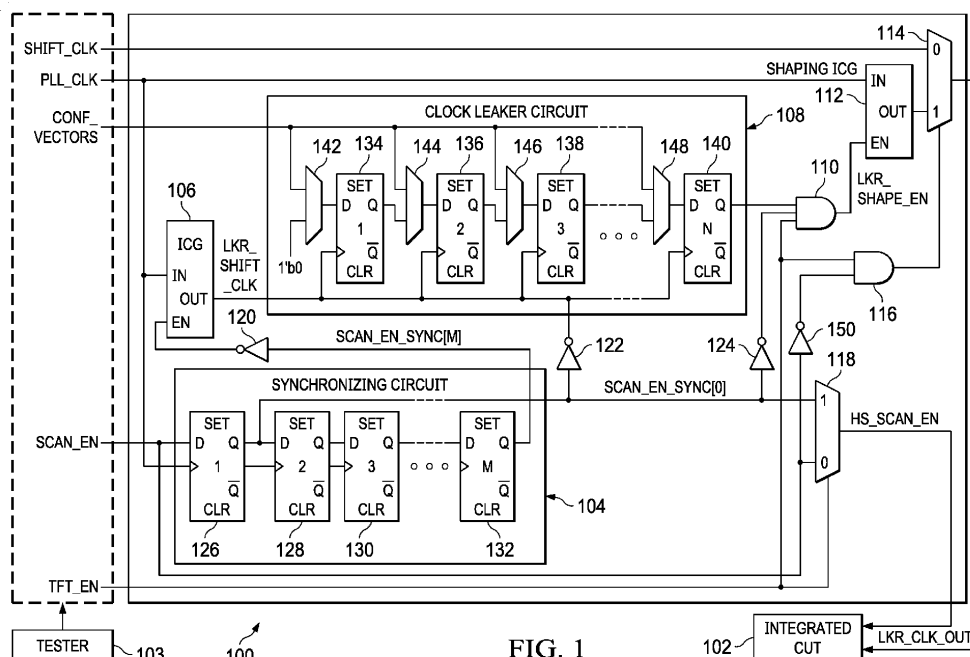 SHIFT_CLK
114
0
PLL_CLK
SHAPING ICG
IN
112
OUT
1
EN
CONF_
VECTORS
CLOCK LEAKER CIRCUIT
108
142
134
144
136
146
138
148
140
110
SET
SET
SET
SET
D Q
D Q
D Q
D Q
1
2
3
N
Q
Q
Q
Q
CLR
CLR
CLR
CLR
1'b0
LKR_
SHAPE_EN
106
ICG
IN
OUT
EN
LKR_
SHIFT
_CLK
116
120
SCAN_EN_SYNC[M]
122
124
150
118
SYNCHRONIZING CIRCUIT
SCAN_EN_SYNC[0]
1
HS_SCAN_EN
0
SCAN_EN
SET
SET
SET
SET
D Q
D Q
D Q
D Q
1
2
3
M
Q
Q
Q
Q
CLR
CLR
CLR
CLR
104
126
128
130
132
TFT_EN
TESTER
103
100
FIG. 1
102
INTEGRATED
CUT
LKR_CLK_OUT